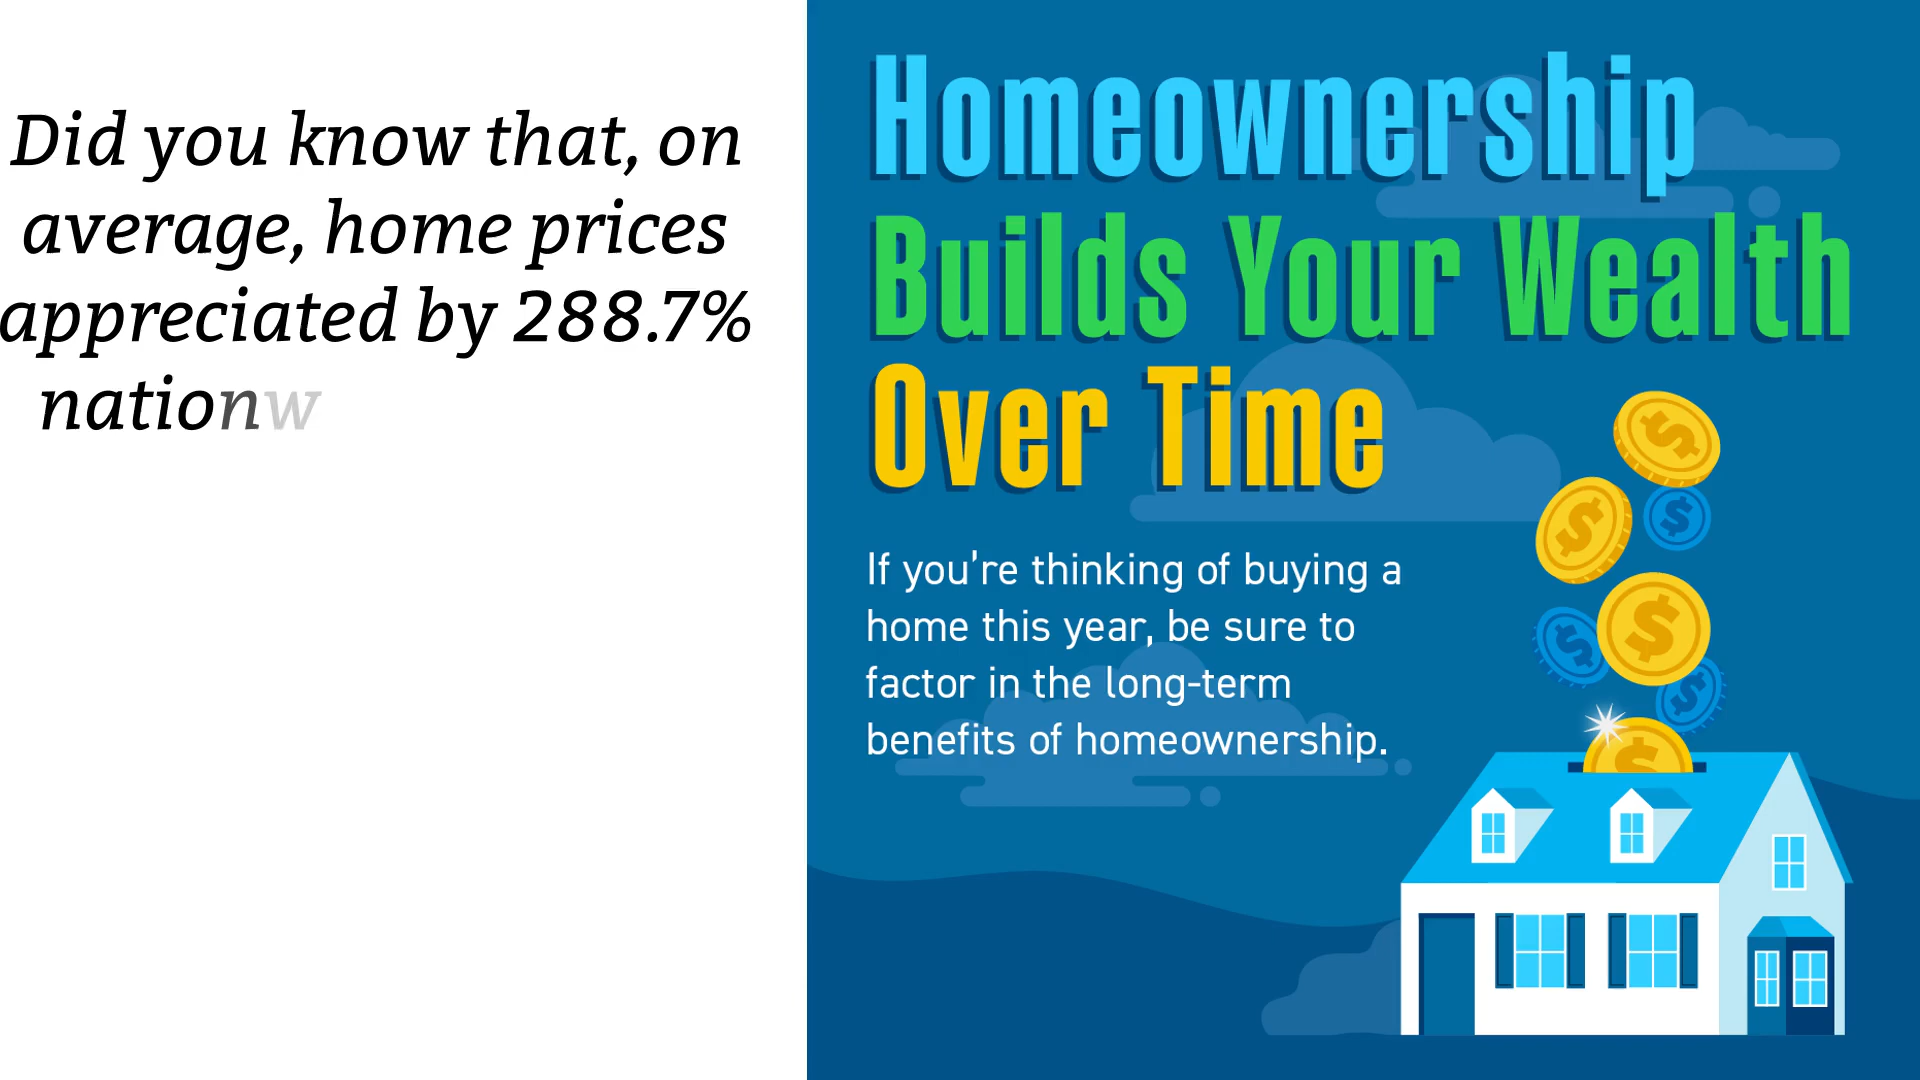 Did you know that, on
average, home prices
appreciated by 288.7%
nationw
Homeownership
Builds Your Wealth
Over Time
If you’re thinking of buying a
home this year, be sure to
factor in the long-term
benefits of homeownership.